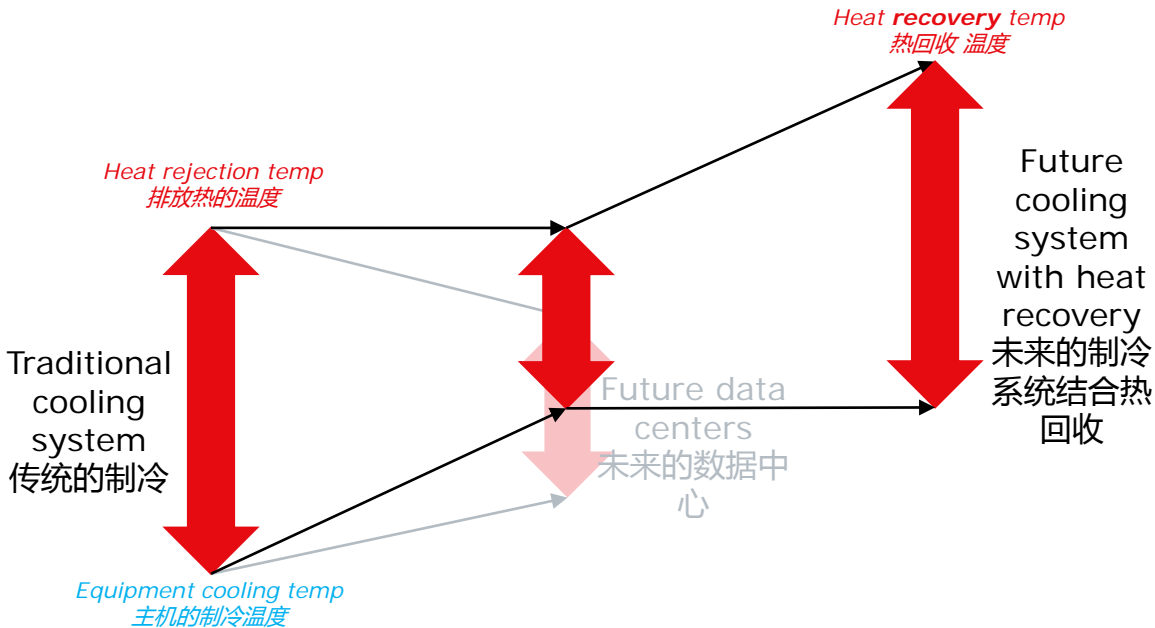 Heat recovery temp
热回收 温度
Heat rejection temp
排放热的温度
Future
cooling
system
with heat
recovery
未来的制冷
系统结合热
回收
Traditional
cooling
system
传统的制冷
Future data
centers
未来的数据中
心
Equipment cooling temp
主机的制冷温度